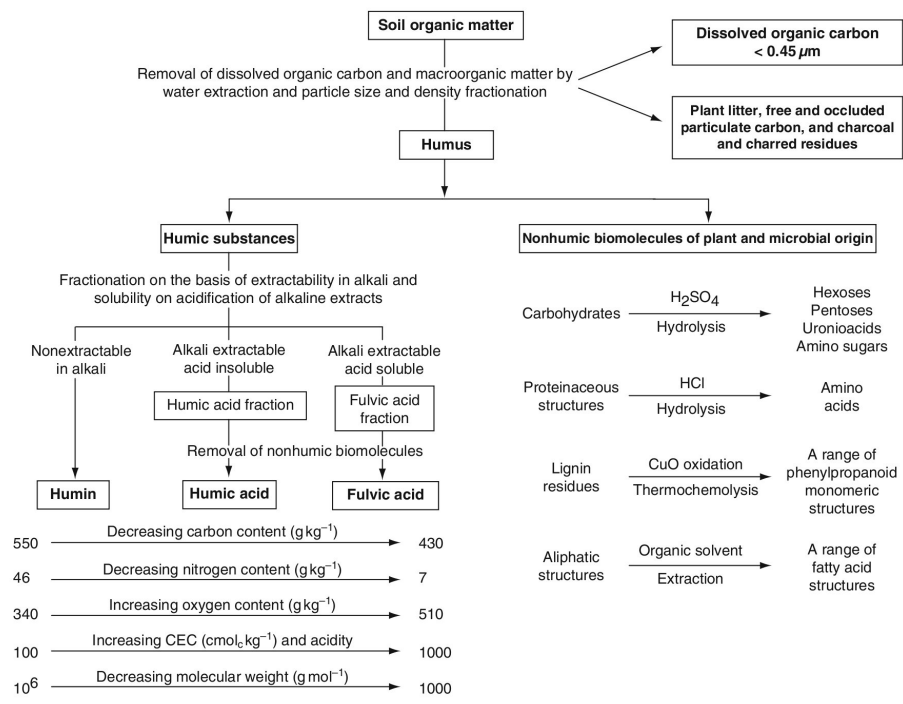 Soil organic matter
Dissolved organic carbon
< 0.45 µm
Removal of dissolved organic carbon and macroorganic matter by
water extraction and particle size and density fractionation
Plant litter, free and occluded
particulate carbon, and charcoal
and charred residues
Humus
Humic substances
Nonhumic biomolecules of plant and microbial origin
Fractionation on the basis of extractability in alkali and
solubility on acidification of alkaline extracts
Nonextractable
in alkali
Alkali extractable
acid insoluble
Alkali extractable
acid soluble
Humic acid fraction
Fulvic acid
fraction
Removal of nonhumic biomolecules
Humin
Humic acid
Fulvic acid
550 Decreasing carbon content (g kg⁻¹) 430
46 Decreasing nitrogen content (g kg⁻¹) 7
340 Increasing oxygen content (g kg⁻¹) 510
100 Increasing CEC (cmol꜀ kg⁻¹) and acidity 1000
10⁶ Decreasing molecular weight (g mol⁻¹) 1000
Carbohydrates
H₂SO₄
Hydrolysis
Hexoses
Pentoses
Uronioacids
Amino sugars
Proteinaceous
structures
HCl
Hydrolysis
Amino
acids
Lignin
residues
CuO oxidation
Thermochemolysis
A range of
phenylpropanoid
monomeric
structures
Aliphatic
structures
Organic solvent
Extraction
A range of
fatty acid
structures